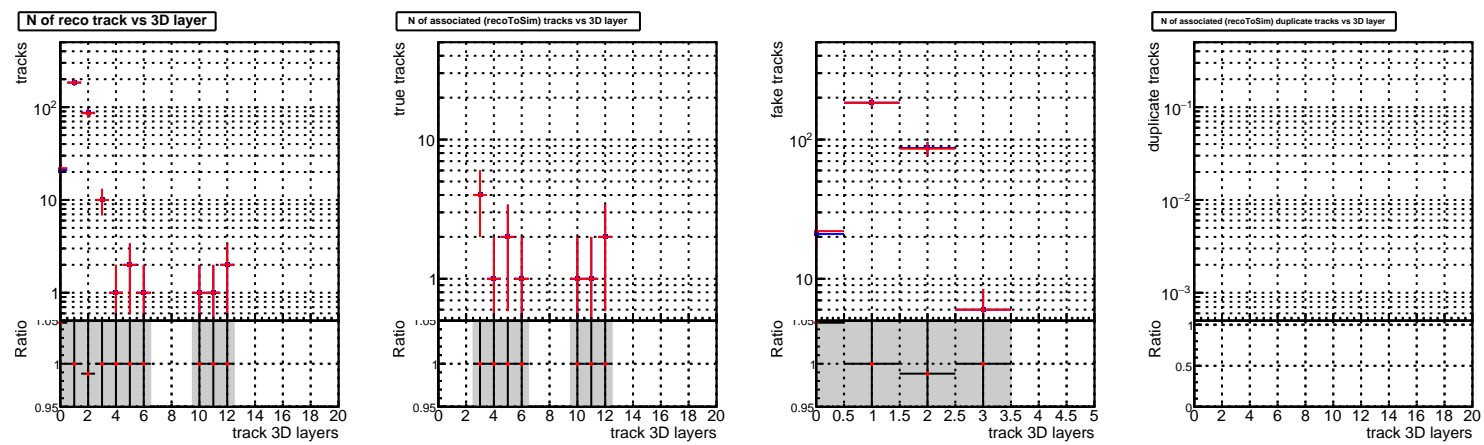 N of reco track vs 3D layer
tracks
10²
10
1
Ratio
1.05
1
0.95
0 2 4 6 8 10 12 14 16 18 20
track 3D layers
N of associated (recoToSim) tracks vs 3D layer
true tracks
10
1
Ratio
1.05
1
0.95
0 2 4 6 8 10 12 14 16 18 20
track 3D layers
fake tracks
10²
10
Ratio
1.05
1
0.95
0 0.5 1 1.5 2 2.5 3 3.5 4 4.5 5
track 3D layers
N of associated (recoToSim) duplicate tracks vs 3D layer
duplicate tracks
10⁻¹
10⁻²
10⁻³
Ratio
1
0.5
0
0 2 4 6 8 10 12 14 16 18 20
track 3D layers